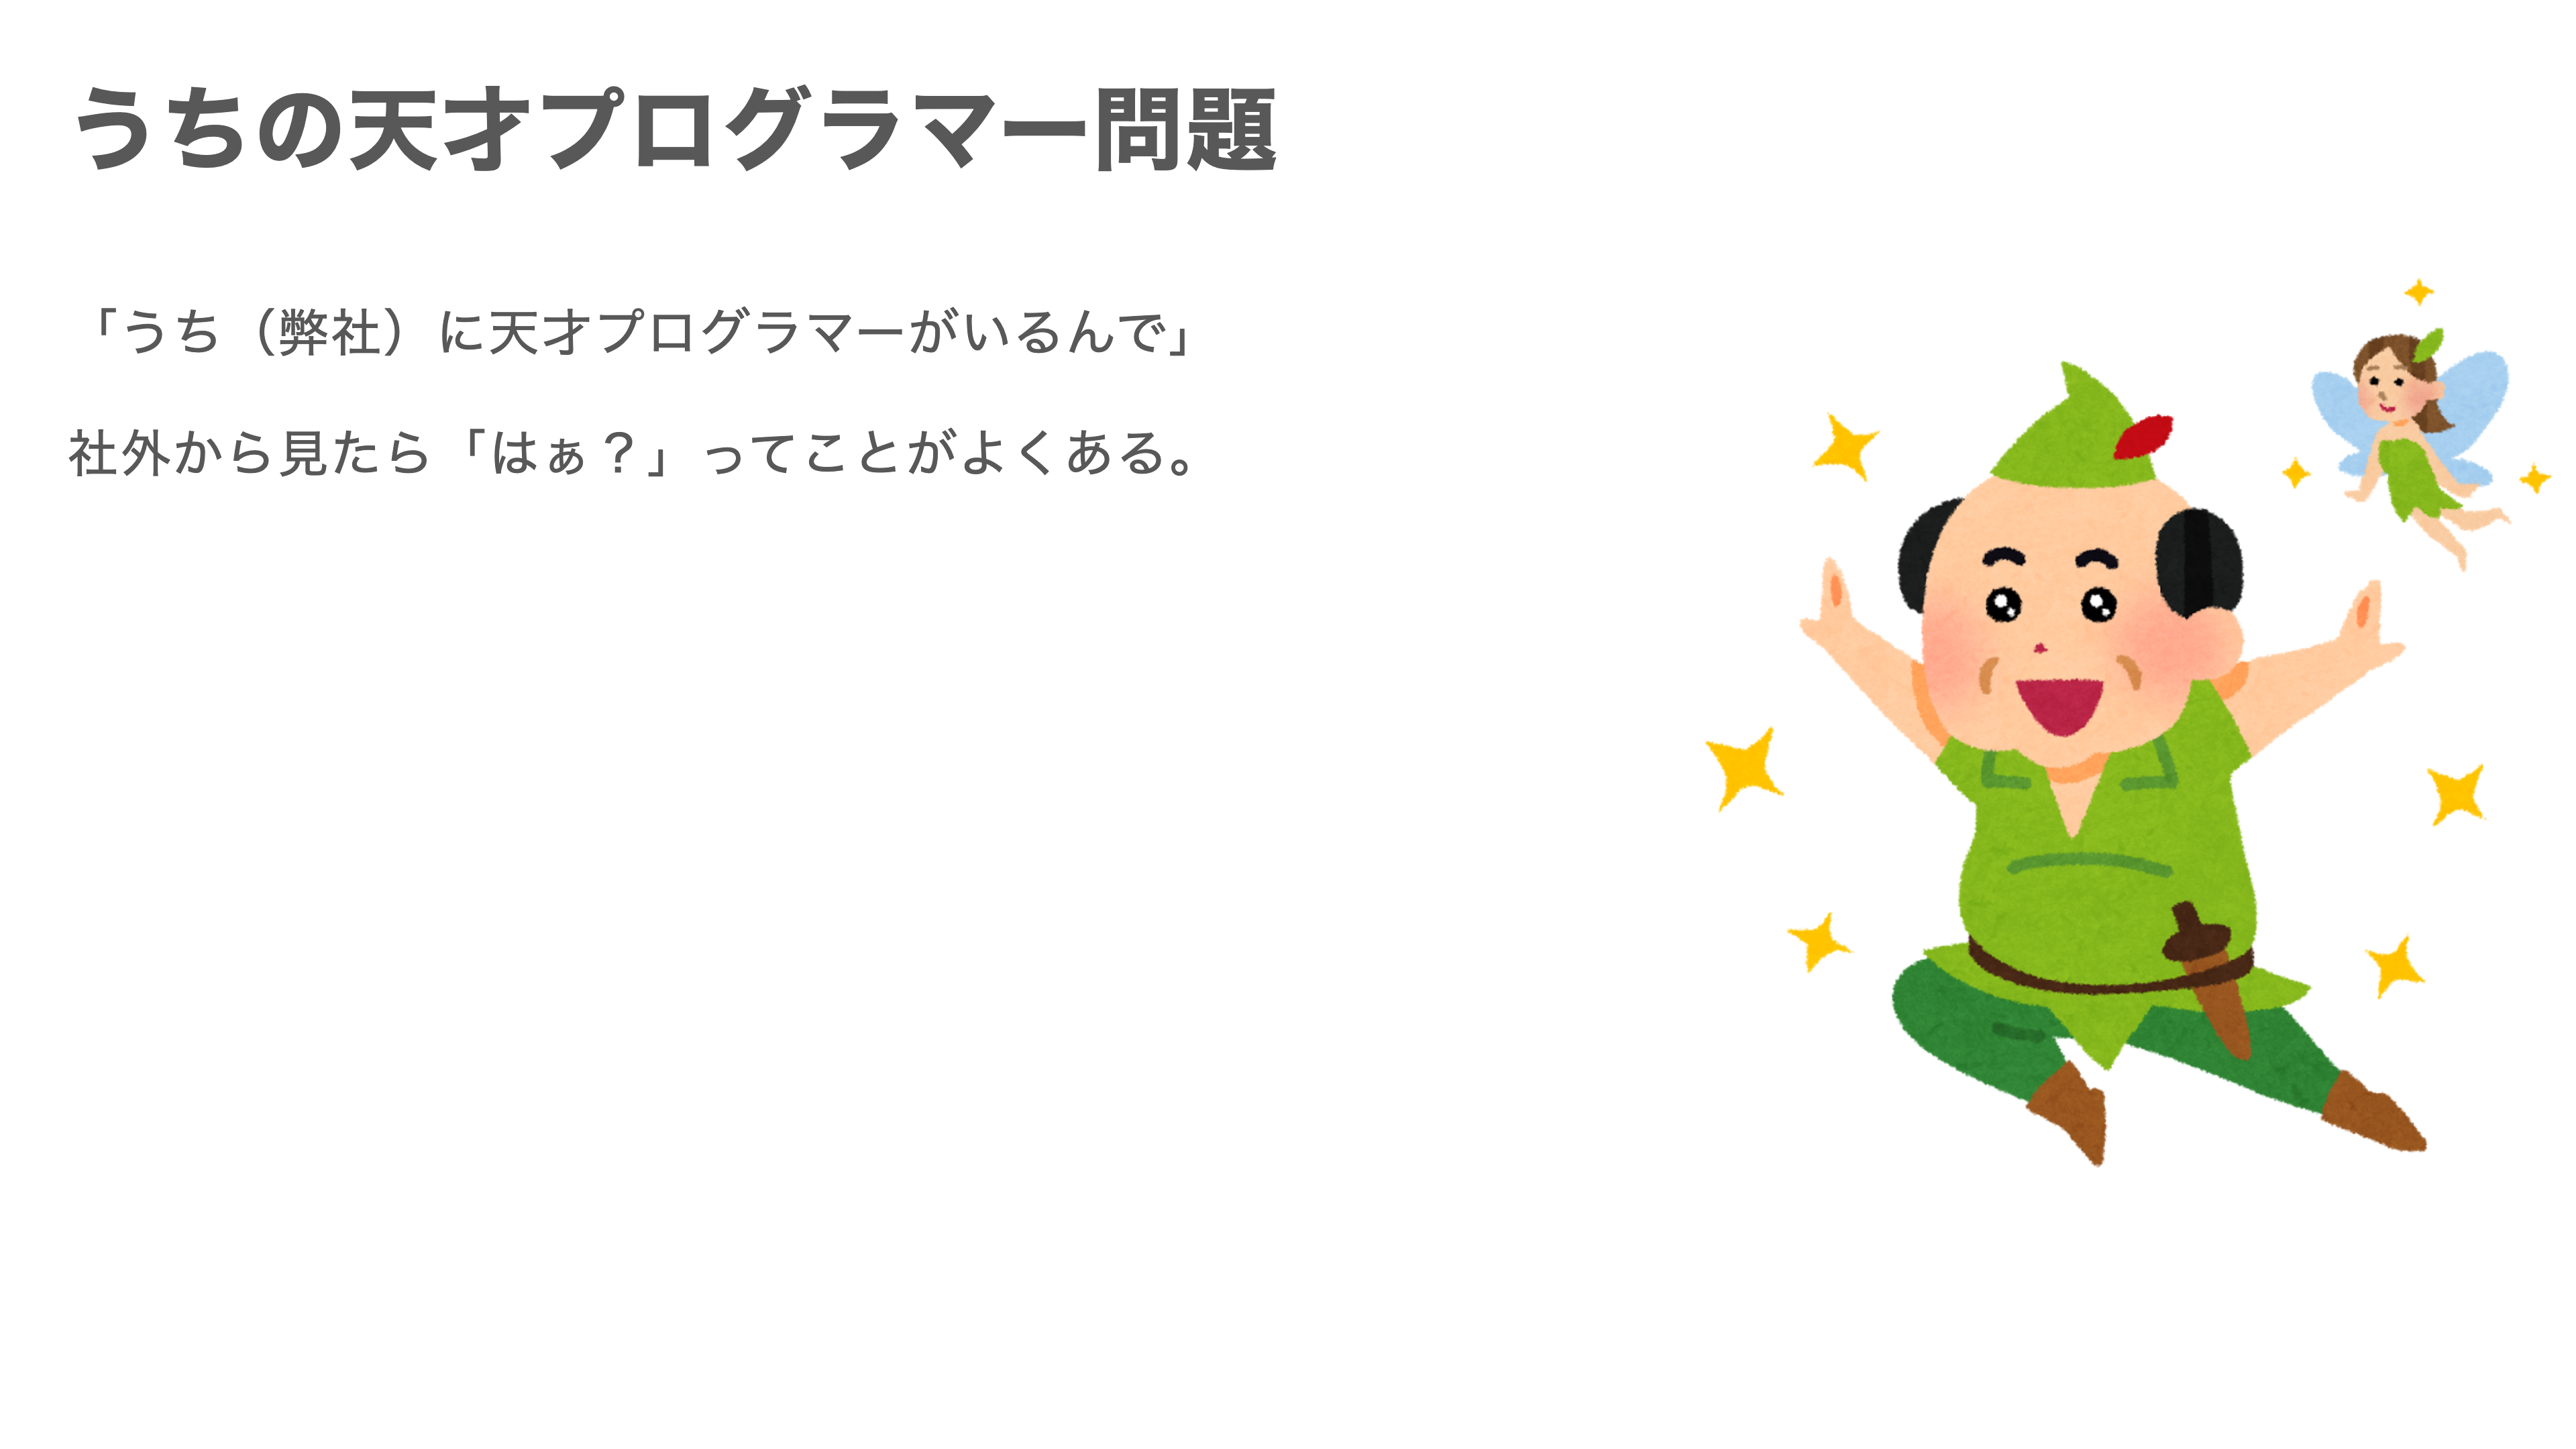 うちの天才プログラマー問題
「うち（弊社）に天才プログラマーがいるんで」
社外から見たら「はぁ？」ってことがよくある。